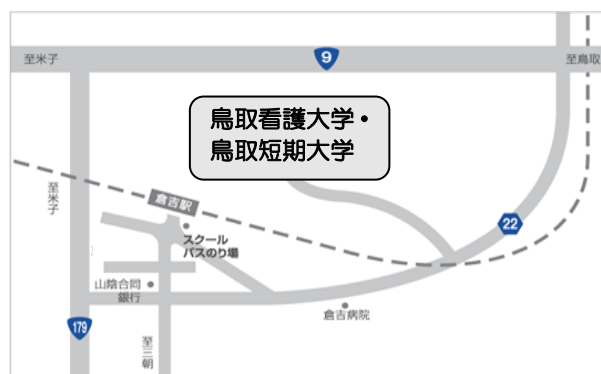 至米子
9
至鳥取
鳥取看護大学・
鳥取短期大学
至米子
倉吉駅
22
スクール
バスのり場
山陰合同
銀行
倉吉病院
179
至三朝